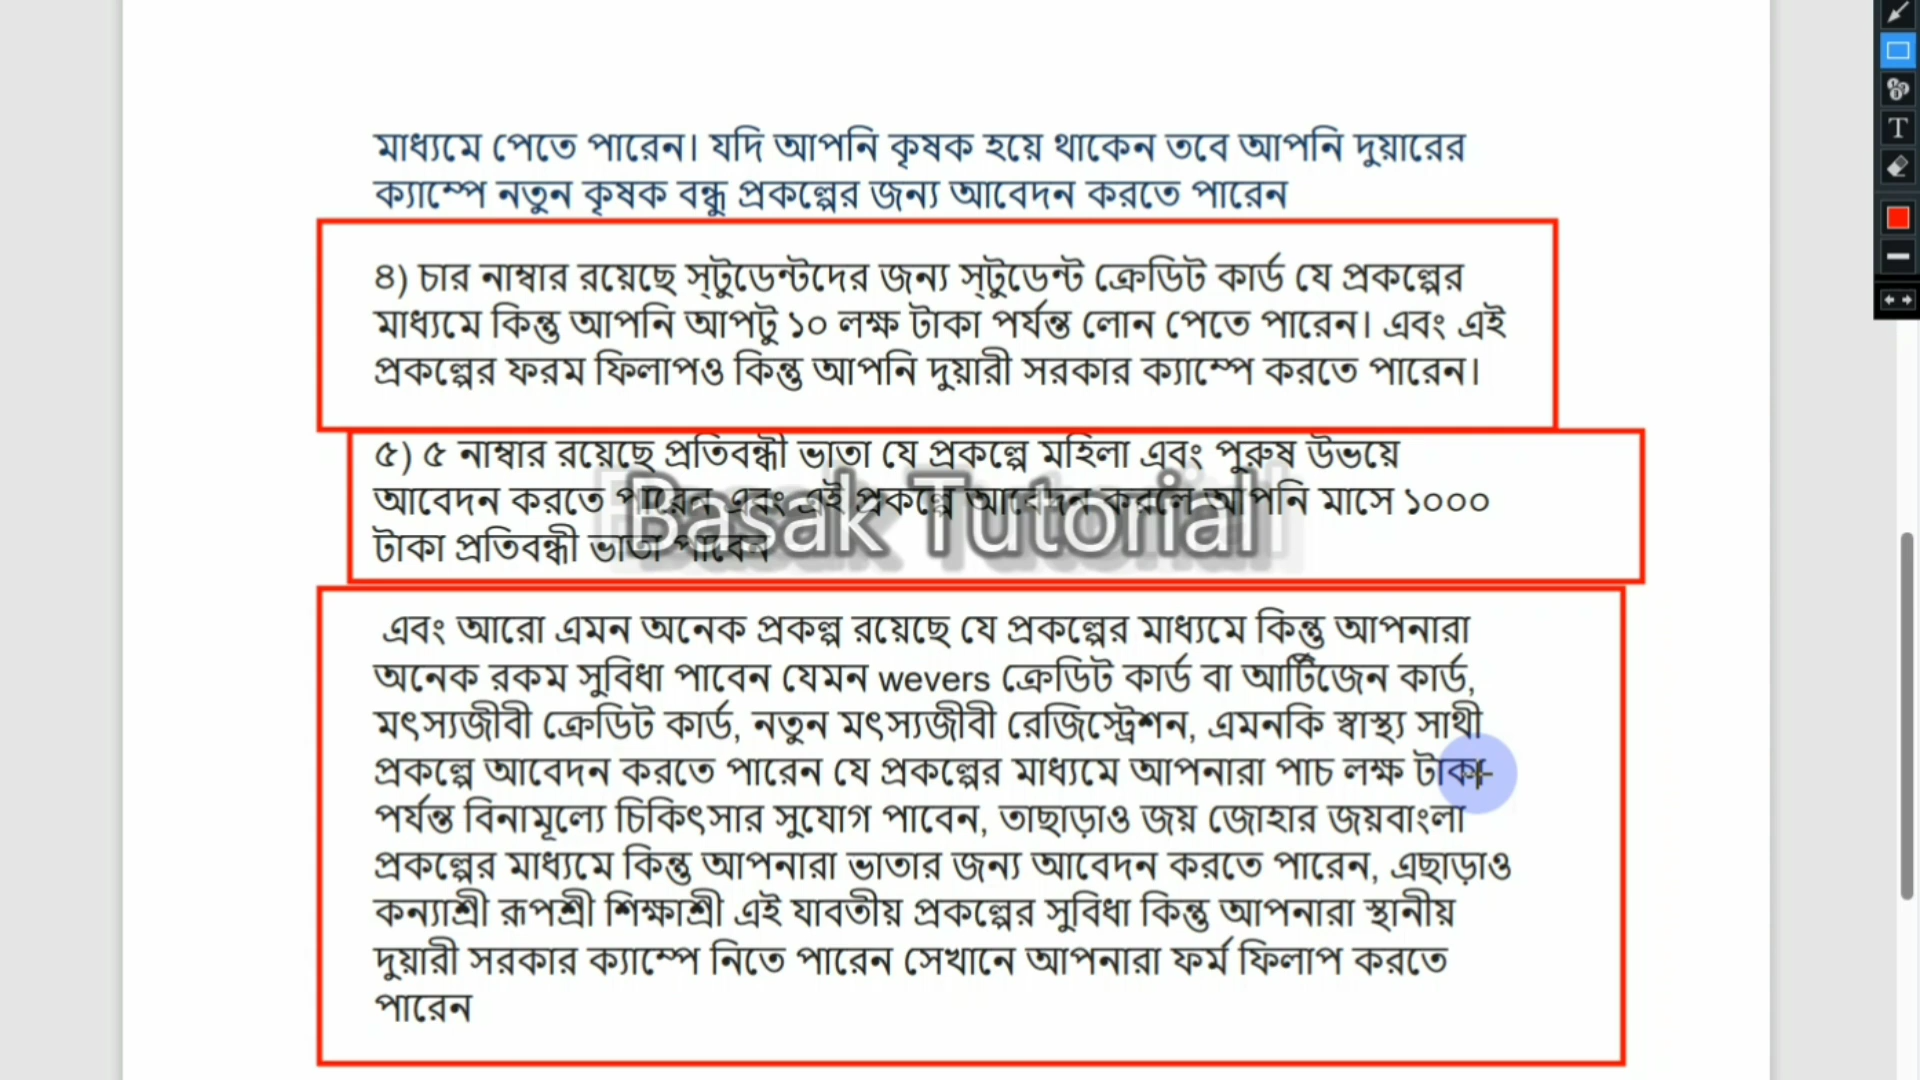 মাধ্যমে পেতে পারেন। যদি আপনি কৃষক হয়ে থাকেন তবে আপনি দুয়ারের
ক্যাম্পে নতুন কৃষক বন্ধু প্রকল্পের জন্য আবেদন করতে পারেন
৪) চার নাম্বার রয়েছে স্টুডেন্টদের জন্য স্টুডেন্ট ক্রেডিট কার্ড যে প্রকল্পের
মাধ্যমে কিন্তু আপনি আপটু ১০ লক্ষ টাকা পর্যন্ত লোন পেতে পারেন। এবং এই
প্রকল্পের ফরম ফিলাপও কিন্তু আপনি দুয়ারী সরকার ক্যাম্পে করতে পারেন।
৫) ৫ নাম্বার রয়েছে প্রতিবন্ধী ভাতা যে প্রকল্পে মহিলা এবং পুরুষ উভয়ে
আবেদন করতে পারেন এবং এই প্রকল্পে আবেদন করলে আপনি মাসে ১০০০
Basak Tutorial
টাকা প্রতিবন্ধী ভাতা পাবেন
এবং আরো এমন অনেক প্রকল্প রয়েছে যে প্রকল্পের মাধ্যমে কিন্তু আপনারা
অনেক রকম সুবিধা পাবেন যেমন wevers ক্রেডিট কার্ড বা আর্টিজেন কার্ড,
মৎস্যজীবী ক্রেডিট কার্ড, নতুন মৎস্যজীবী রেজিস্ট্রেশন, এমনকি স্বাস্থ্য সাথী
প্রকল্পে আবেদন করতে পারেন যে প্রকল্পের মাধ্যমে আপনারা পাচ লক্ষ টাকা
পর্যন্ত বিনামূল্যে চিকিৎসার সুযোগ পাবেন, তাছাড়াও জয় জোহার জয়বাংলা
প্রকল্পের মাধ্যমে কিন্তু আপনারা ভাতার জন্য আবেদন করতে পারেন, এছাড়াও
কন্যাশ্রী রূপশ্রী শিক্ষাশ্রী এই যাবতীয় প্রকল্পের সুবিধা কিন্তু আপনারা স্থানীয়
দুয়ারী সরকার ক্যাম্পে নিতে পারেন সেখানে আপনারা ফর্ম ফিলাপ করতে
পারেন